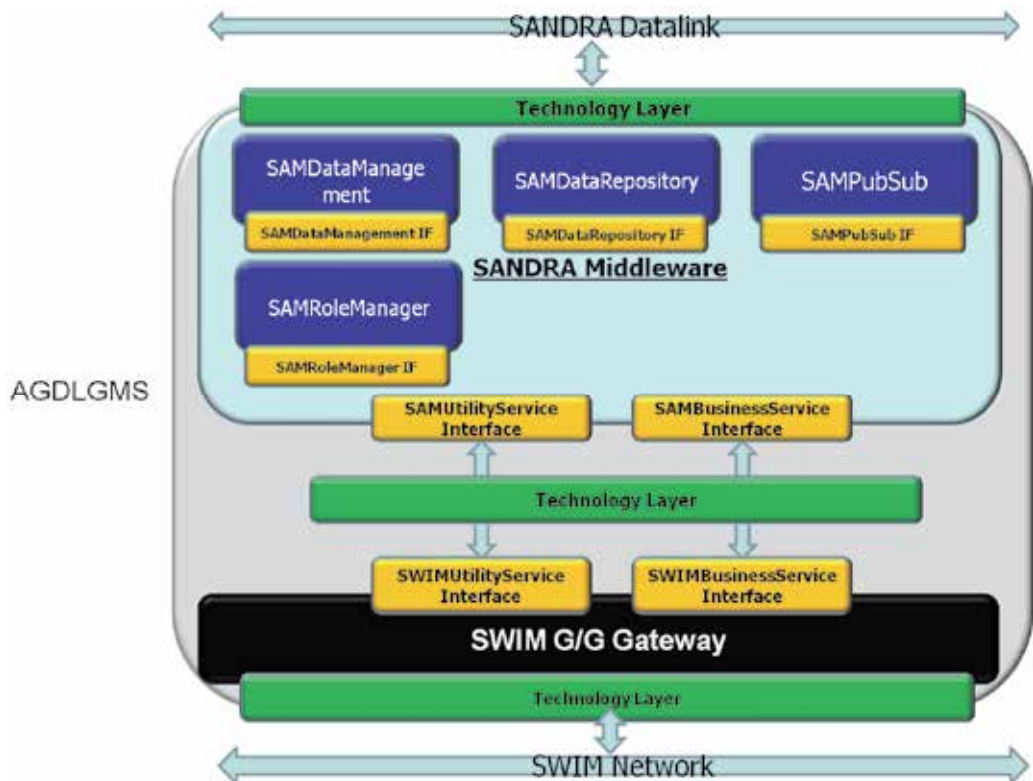 SANDRA Datalink
Technology Layer
SAMDataManage
ment
SAMDataManagement IF
SAMDataRepository
SAMDataRepository IF
SAMPubSub
SAMPubSub IF
SANDRA Middleware
SAMRoleManager
SAMRoleManager IF
AGDLGMS
SAMUtilityService
Interface
SAMBusinessService
Interface
Technology Layer
SWIMUtilityService
Interface
SWIMBusinessService
Interface
SWIM G/G Gateway
Technology Layer
SWIM Network